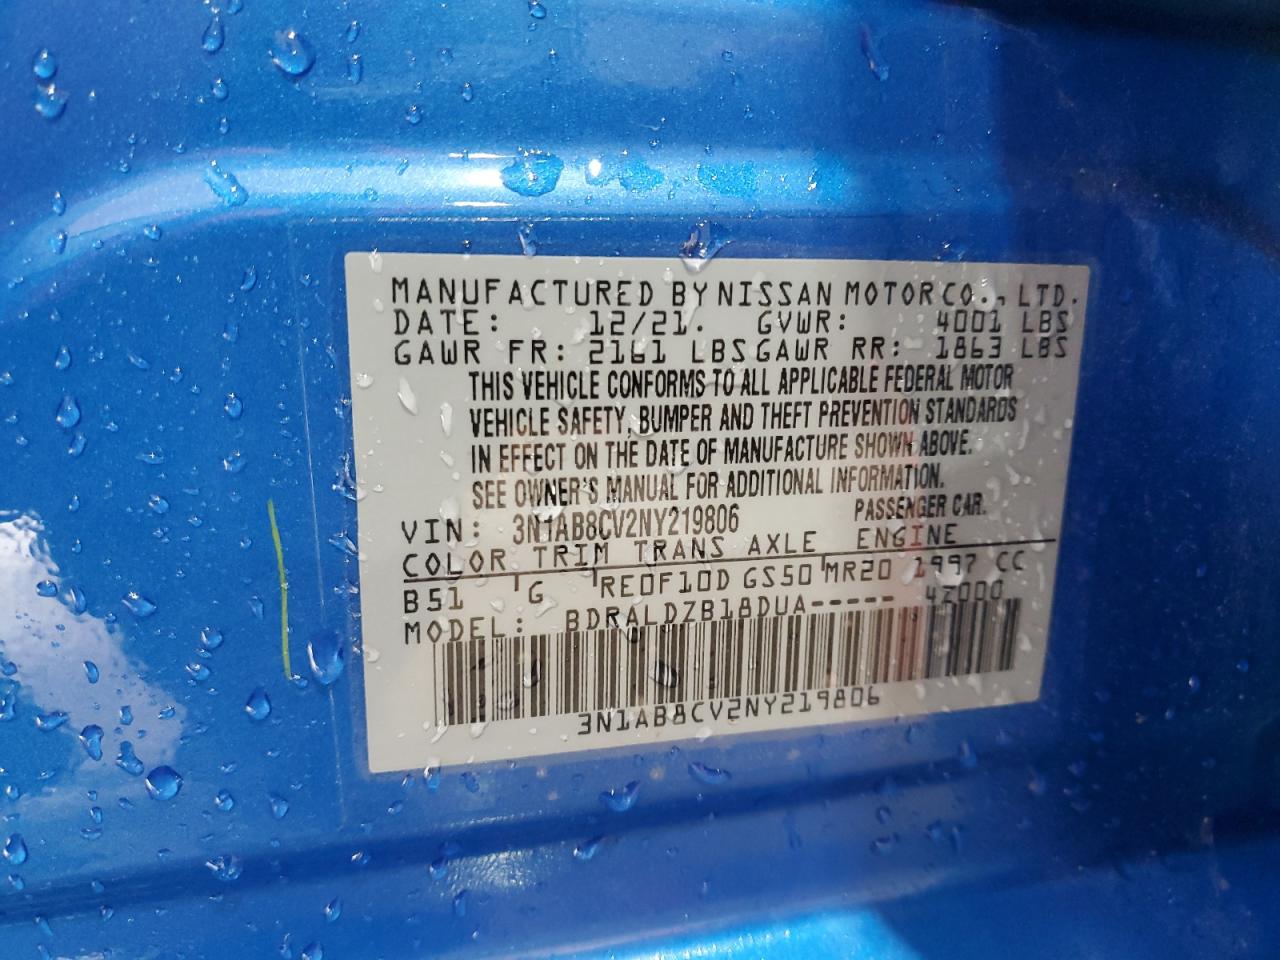 MANUFACTURED BY NISSAN MOTOR CO., LTD.
DATE: 12/21. GVWR: 4001 LBS
GAWR FR: 2161 LBS GAWR RR: 1863 LBS
THIS VEHICLE CONFORMS TO ALL APPLICABLE FEDERAL MOTOR
VEHICLE SAFETY, BUMPER AND THEFT PREVENTION STANDARDS
IN EFFECT ON THE DATE OF MANUFACTURE SHOWN ABOVE.
SEE OWNER'S MANUAL FOR ADDITIONAL INFORMATION.
VIN: 3N1AB8CV2NY219806 PASSENGER CAR.
COLOR TRIM TRANS AXLE ENGINE
B51 G RE0F10D GS50 MR20 1997 CC
MODEL: BDRALDZB18DUA----- 4Z000
3N1AB8CV2NY219806